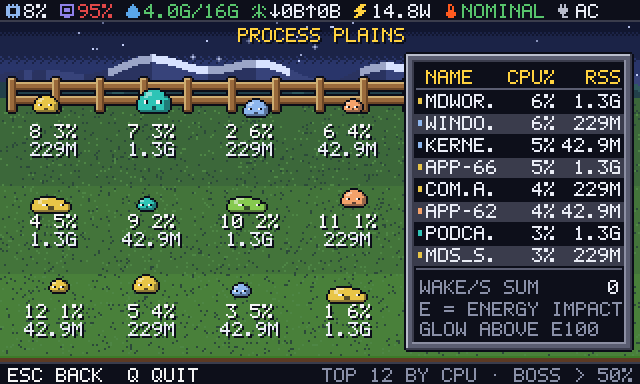 8% 95% 4.0G/16G ↓0B↑0B 14.8W NOMINAL AC
PROCESS PLAINS
8 3% 7 3% 2 6% 6 4%
229M 1.3G 229M 42.9M
4 5% 9 2% 10 2% 11 1%
1.3G 42.9M 1.3G 229M
12 1% 5 4% 3 5% 1 6%
42.9M 229M 42.9M 1.3G
NAME CPU% RSS
MDWOR. 6% 1.3G
WINDO. 6% 229M
KERNE. 5% 42.9M
APP-66 5% 1.3G
COM.A. 4% 229M
APP-62 4% 42.9M
PODCA. 3% 1.3G
MDS_S. 3% 229M
WAKE/S SUM 0
E = ENERGY IMPACT
GLOW ABOVE E100
ESC BACK Q QUIT TOP 12 BY CPU · BOSS > 50%